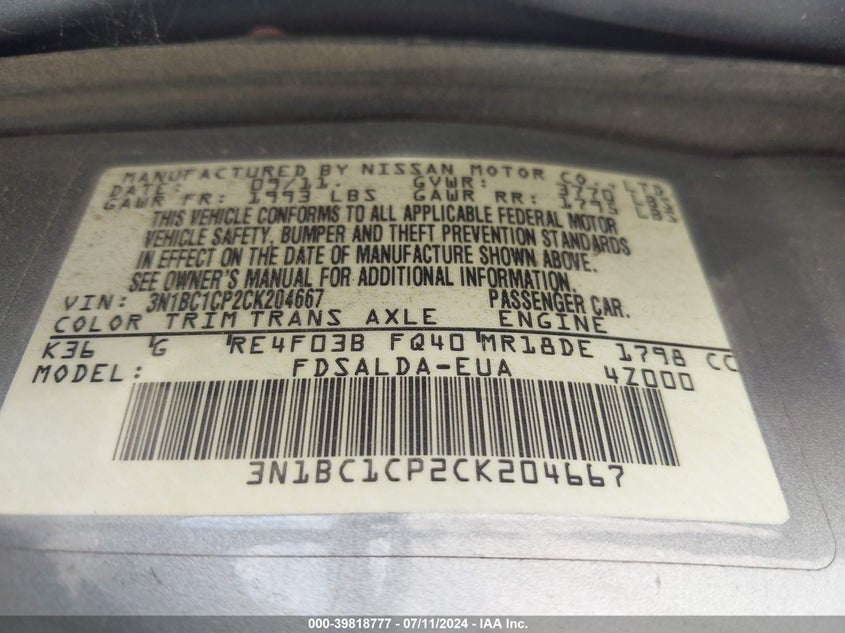 MANUFACTURED BY NISSAN MOTOR CO., LTD
DATE: 09/11. GVWR: LBS
GAWR FR: 1993 LBS GAWR RR: LBS
THIS VEHICLE CONFORMS TO ALL APPLICABLE FEDERAL MOTOR
VEHICLE SAFETY, BUMPER AND THEFT PREVENTION STANDARDS
IN EFFECT ON THE DATE OF MANUFACTURE SHOWN ABOVE.
SEE OWNER'S MANUAL FOR ADDITIONAL INFORMATION.
VIN: 3N1BC1CP2CK204667 PASSENGER CAR.
COLOR TRIM TRANS AXLE ENGINE
K36 G RE4F03B FQ40 MR18DE 1798 CC
MODEL: FDSALDA-EUA 4Z000
3N1BC1CP2CK204667
000-39818777 - 07/11/2024 - IAA Inc.